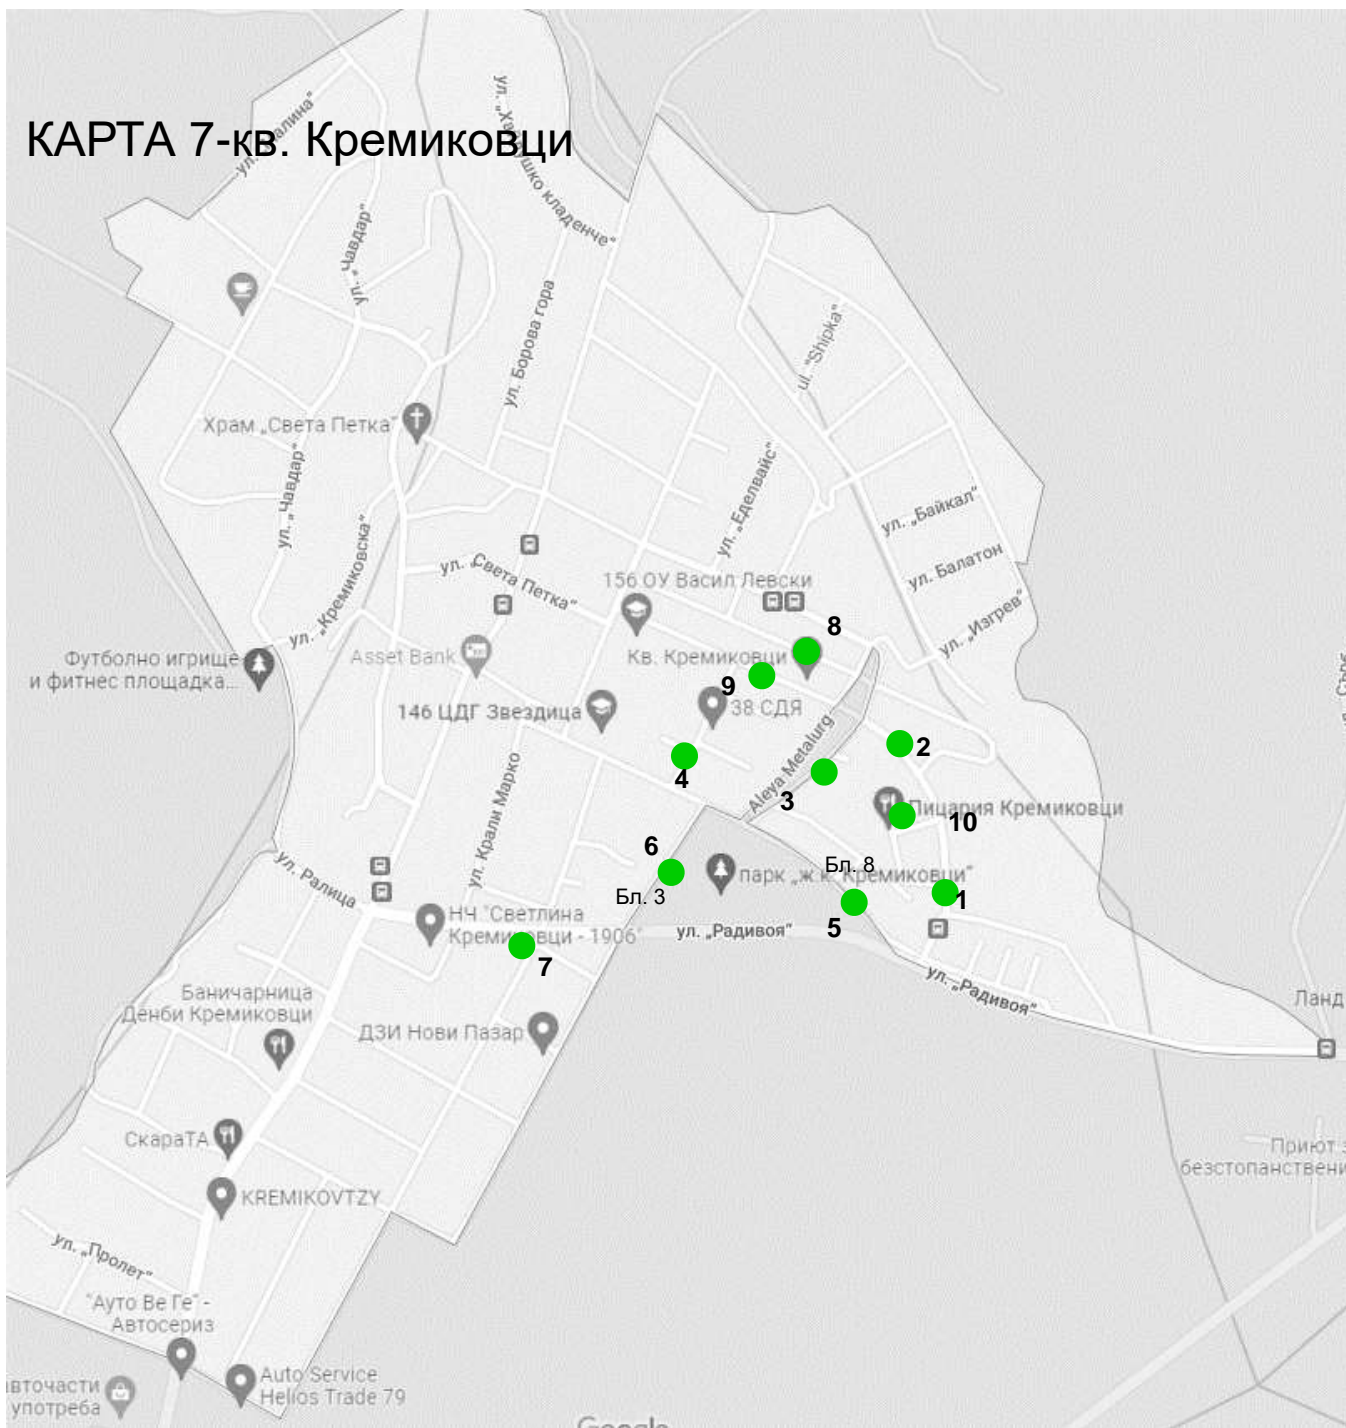 КАРТА 7-кв. Кремиковци
ул. „Хайдушко кладенче“
ул. „Чавдар“
ул. Борова гора
ul. "Shipka"
Храм „Света Петка“
ул. „Чавдар“
ул. „Еделвайс“
ул. „Байкал“
ул. Балатон
ул. „Изгрев“
ул. „Кремиковска“
ул. „Света Петка“
156 ОУ Васил Левски
8
Футболно игрище
и фитнес площадка...
Asset Bank
Кв. Кремиковци
9
38 СДЯ
146 ЦДГ Звездица
2
4
Aleya Metalurg
3
Пицария Кремиковци
10
ул. Крали Марко
6
Бл. 3
Бл. 8
парк „ж.к. Кремиковци“
1
5
ул. Ралица
НЧ "Светлина
Кремиковци - 1906"
7
ул. „Радивоя“
ул. „Радивоя“
Баничарница
Денби Кремиковци
ДЗИ Нови Пазар
Ланд
СкараТА
KREMIKOVTZY
Приют з
безстопанствени
ул. „Пролет“
"Ауто Ве Ге" -
Автосериз
Auto Service
Helios Trade 79
авточасти
употреба
Google